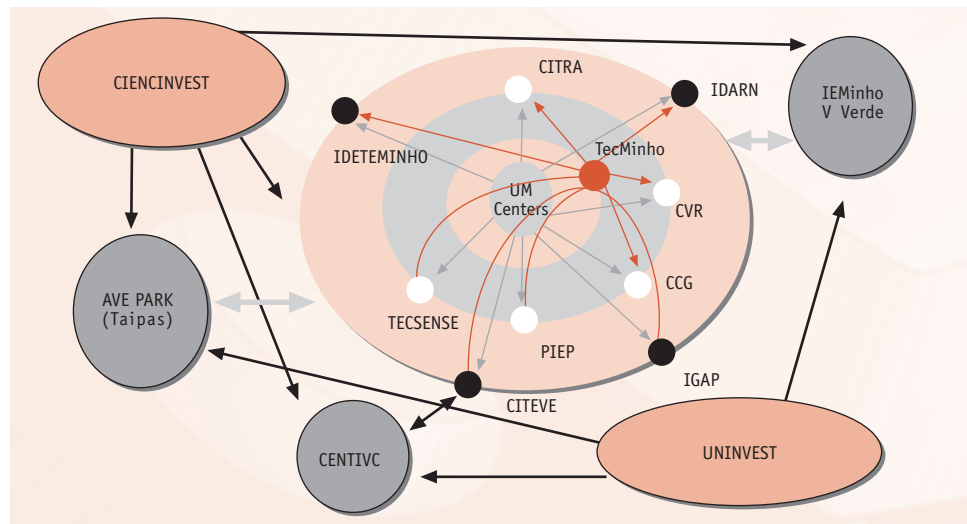 CIENCINVEST
CITRA
IDARN
IEMinho
V Verde
IDETEMINHO
TecMinho
UM
Centers
CVR
CCG
AVE PARK
(Taipas)
TECSENSE
PIEP
IGAP
CITEVE
CENTIVC
UNINVEST